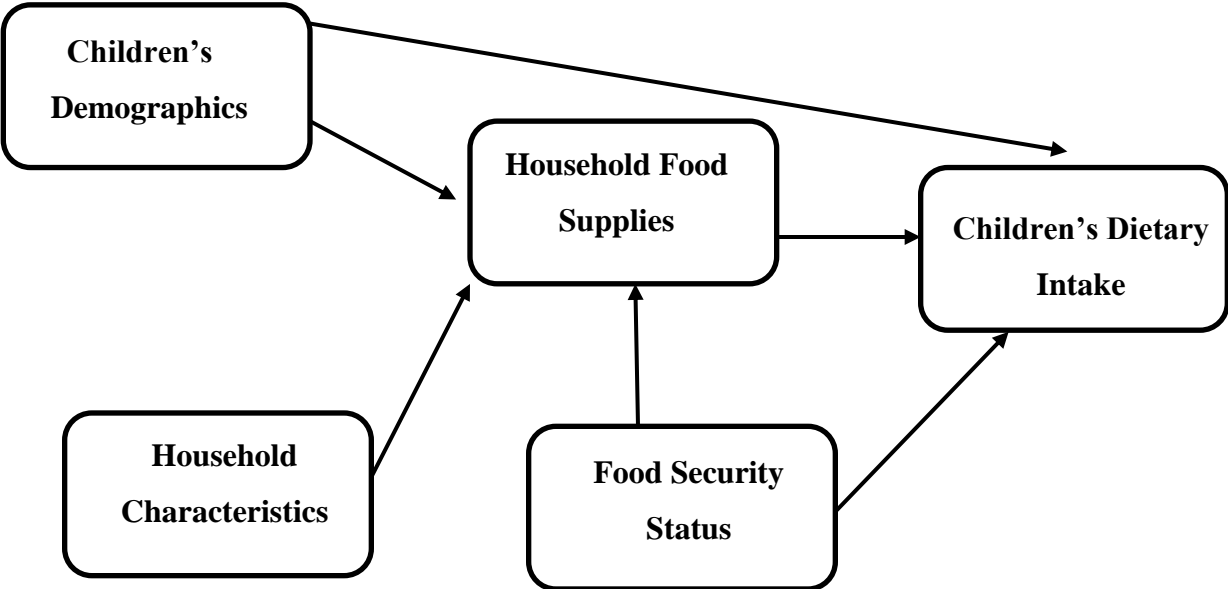 Children’s
Demographics
Household Food
Supplies
Children’s Dietary
Intake
Household
Characteristics
Food Security
Status